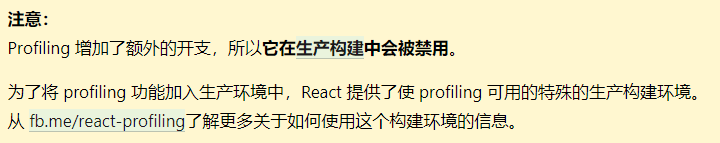 注意：
Profiling 增加了额外的开支，所以它在生产构建中会被禁用。
为了将 profiling 功能加入生产环境中，React 提供了使 profiling 可用的特殊的生产构建环境。
从 fb.me/react-profiling了解更多关于如何使用这个构建环境的信息。